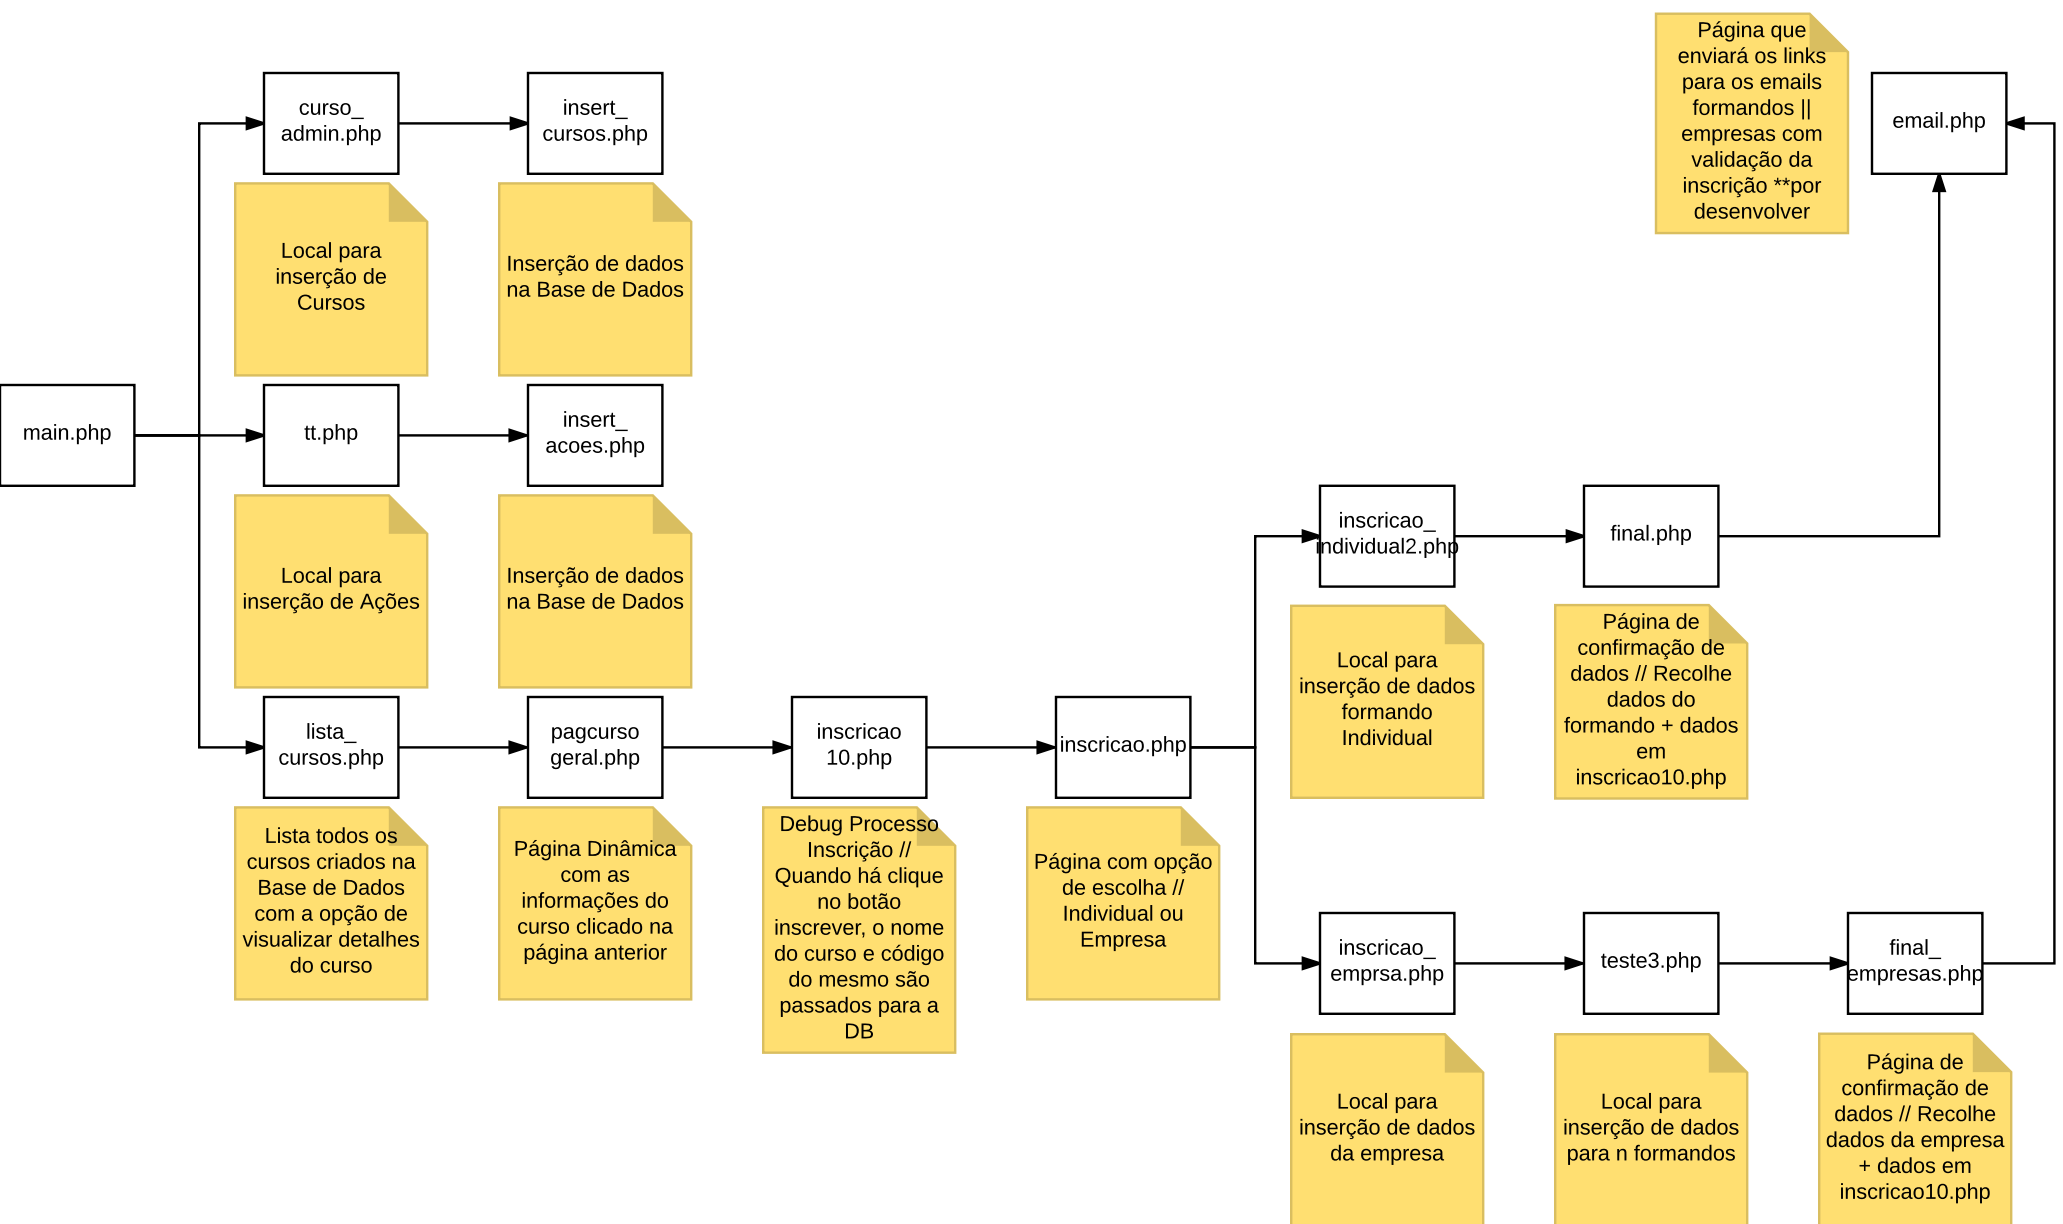 Página que
enviará os links
para os emails
formandos ||
empresas com
validação da
inscrição **por
desenvolver
email.php
curso_
admin.php
insert_
cursos.php
Local para
inserção de
Cursos
Inserção de dados
na Base de Dados
main.php
tt.php
insert_
acoes.php
Local para
inserção de Ações
Inserção de dados
na Base de Dados
inscricao_
individual2.php
final.php
Local para
inserção de dados
formando
Individual
Página de
confirmação de
dados // Recolhe
dados do
formando + dados
em
inscricao10.php
lista_
cursos.php
pagcurso
geral.php
inscricao
10.php
inscricao.php
Lista todos os
cursos criados na
Base de Dados
com a opção de
visualizar detalhes
do curso
Página Dinâmica
com as
informações do
curso clicado na
página anterior
Debug Processo
Inscrição //
Quando há clique
no botão
inscrever, o nome
do curso e código
do mesmo são
passados para a
DB
Página com opção
de escolha //
Individual ou
Empresa
inscricao_
emprsa.php
teste3.php
final_
empresas.php
Local para
inserção de dados
da empresa
Local para
inserção de dados
para n formandos
Página de
confirmação de
dados // Recolhe
dados da empresa
+ dados em
inscricao10.php